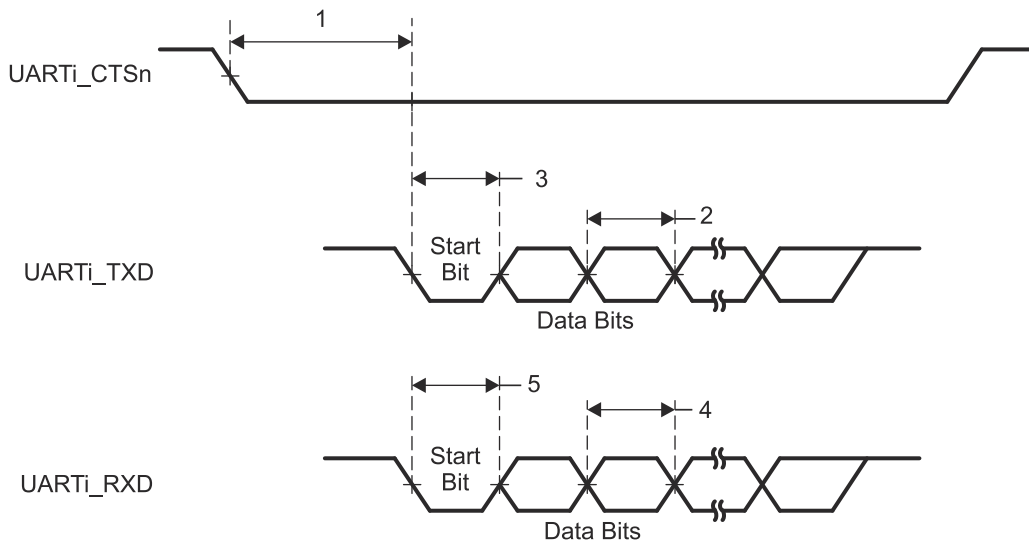 1
UARTi_CTSn
3
2
Start
Bit
UARTi_TXD
Data Bits
5
4
Start
Bit
UARTi_RXD
Data Bits